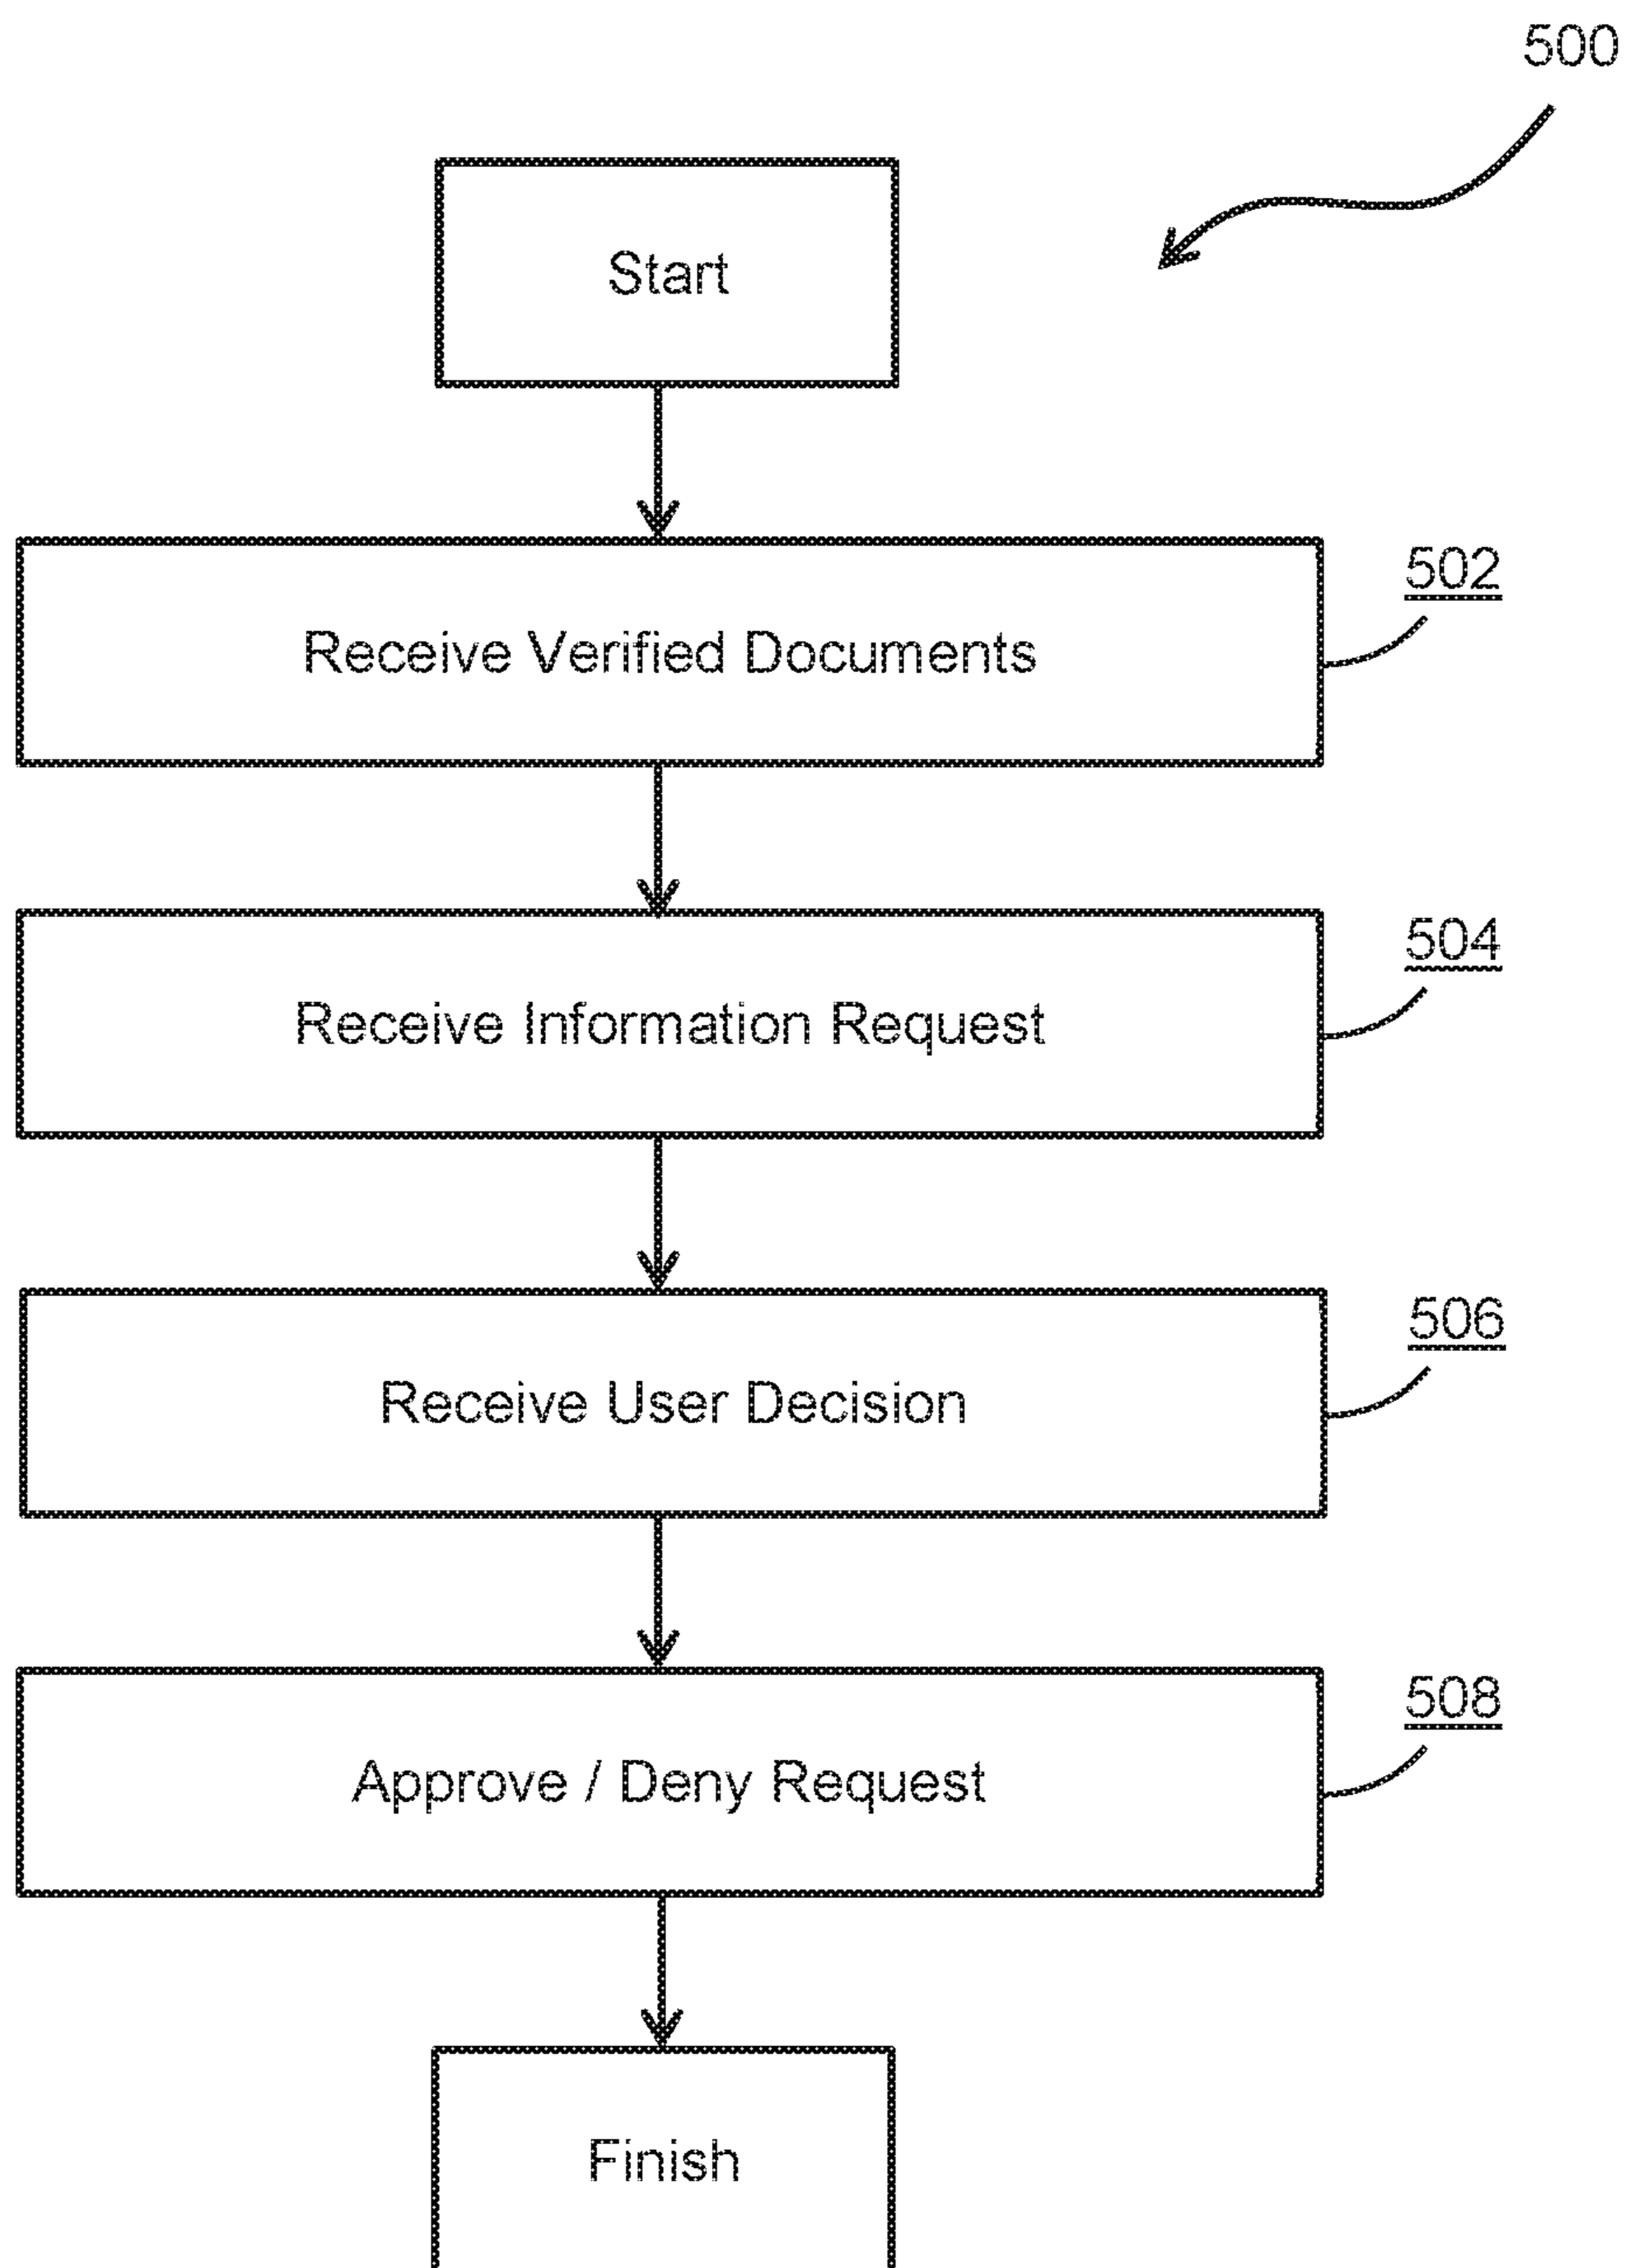 500
Start
502
Receive Verified Documents
504
Receive Information Request
506
Receive User Decision
508
Approve / Deny Request
Finish